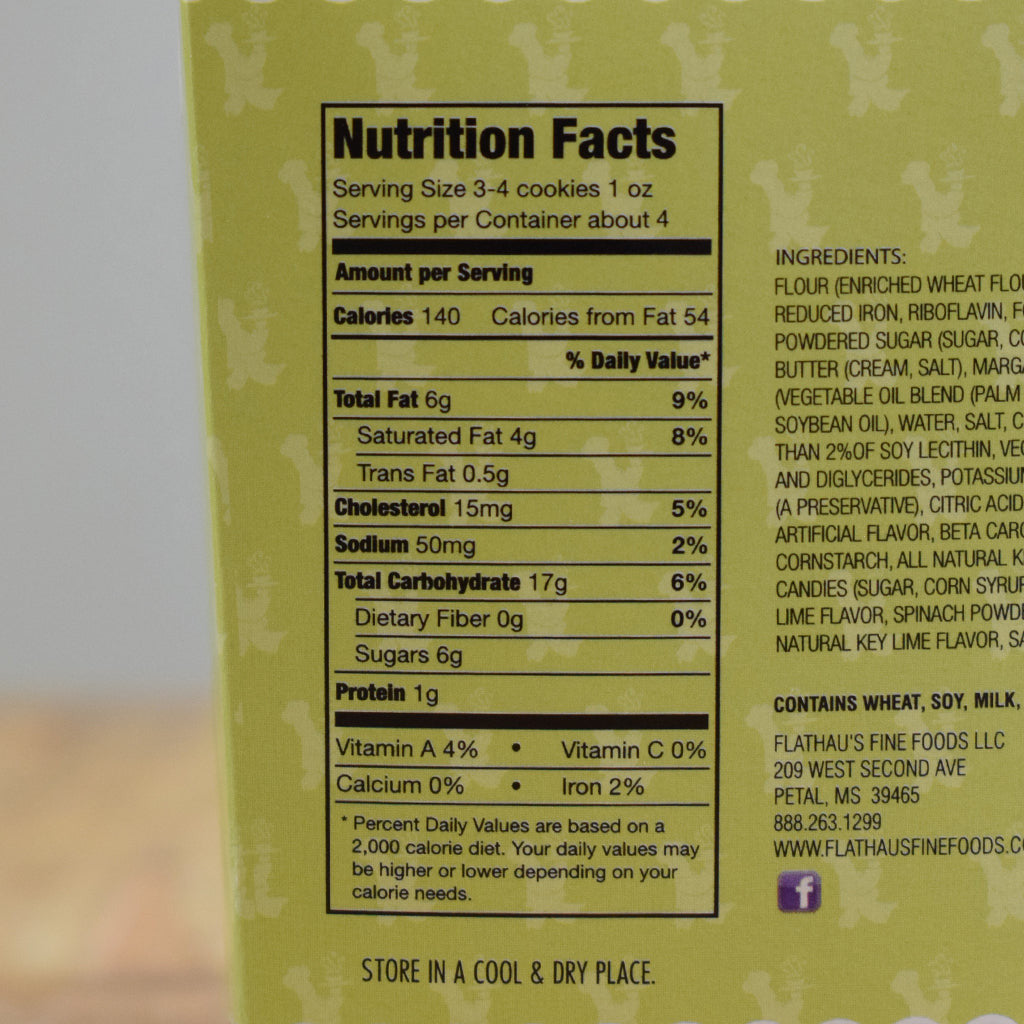 Nutrition Facts
Serving Size 3-4 cookies 1 oz
Servings per Container about 4
Amount per Serving
Calories 140 Calories from Fat 54
% Daily Value*
Total Fat 6g 9%
Saturated Fat 4g 8%
Trans Fat 0.5g
Cholesterol 15mg 5%
Sodium 50mg 2%
Total Carbohydrate 17g 6%
Dietary Fiber 0g 0%
Sugars 6g
Protein 1g
Vitamin A 4% • Vitamin C 0%
Calcium 0% • Iron 2%
* Percent Daily Values are based on a
2,000 calorie diet. Your daily values may
be higher or lower depending on your
calorie needs.
STORE IN A COOL & DRY PLACE.
INGREDIENTS:
FLOUR (ENRICHED WHEAT
REDUCED IRON, RIBOFLAVIN,
POWDERED SUGAR (SUGAR,
BUTTER (CREAM, SALT),
(VEGETABLE OIL BLEND (PALM
SOYBEAN OIL), WATER, SALT,
THAN 2%OF SOY LECITHIN,
AND DIGLYCERIDES,
(A PRESERVATIVE), CITRIC ACID
ARTIFICIAL FLAVOR, BETA
CORNSTARCH, ALL NATURAL
CANDIES (SUGAR, CORN
LIME FLAVOR, SPINACH
NATURAL KEY LIME FLAVOR,
CONTAINS WHEAT, SOY, MILK,
FLATHAU'S FINE FOODS LLC
209 WEST SECOND AVE
PETAL, MS 39465
888.263.1299
WWW.FLATHAUSFINEFOODS.CO
f